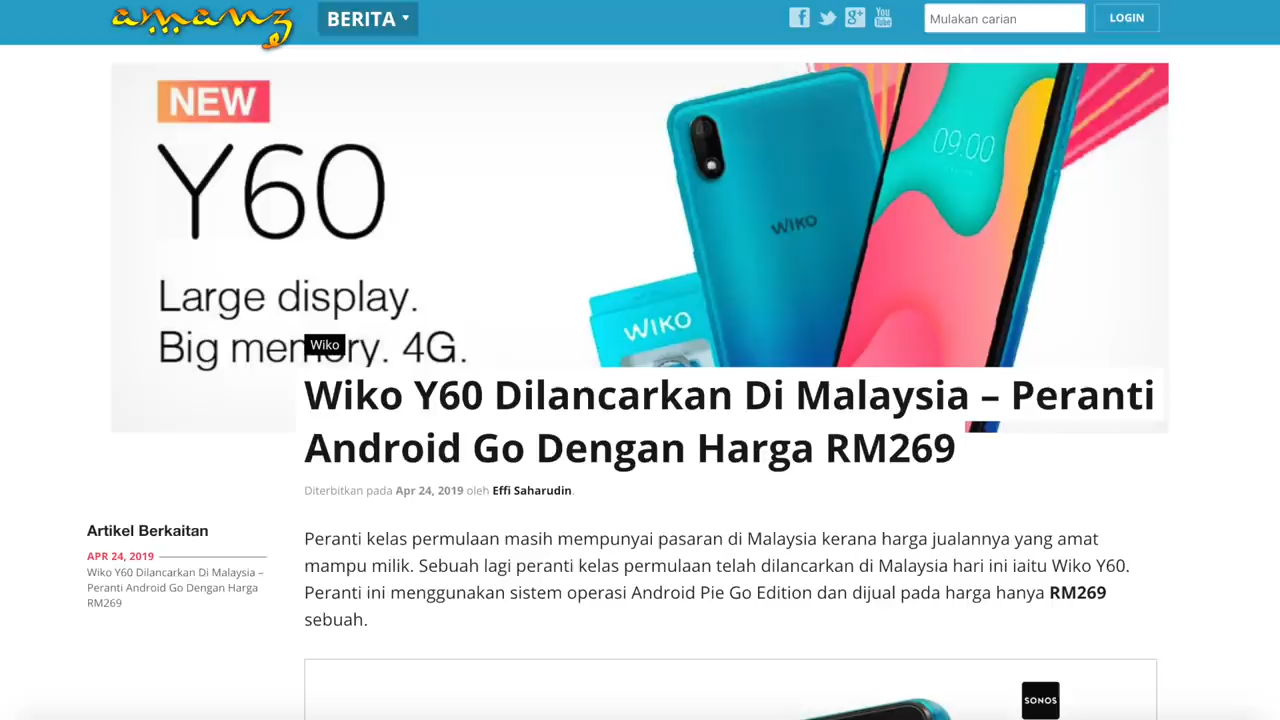 amanz
BERITA
f
g+
You
Tube
Mulakan carian
LOGIN
NEW
Y60
09:00
WIKO
Large display.
WIKO
Big memory. 4G.
Wiko
Wiko Y60 Dilancarkan Di Malaysia – Peranti
Android Go Dengan Harga RM269
Diterbitkan pada Apr 24, 2019 oleh Effi Saharudin.
Artikel Berkaitan
APR 24, 2019
Wiko Y60 Dilancarkan Di Malaysia –
Peranti Android Go Dengan Harga
RM269
Peranti kelas permulaan masih mempunyai pasaran di Malaysia kerana harga jualannya yang amat
mampu milik. Sebuah lagi peranti kelas permulaan telah dilancarkan di Malaysia hari ini iaitu Wiko Y60.
Peranti ini menggunakan sistem operasi Android Pie Go Edition dan dijual pada harga hanya RM269
sebuah.
SONOS